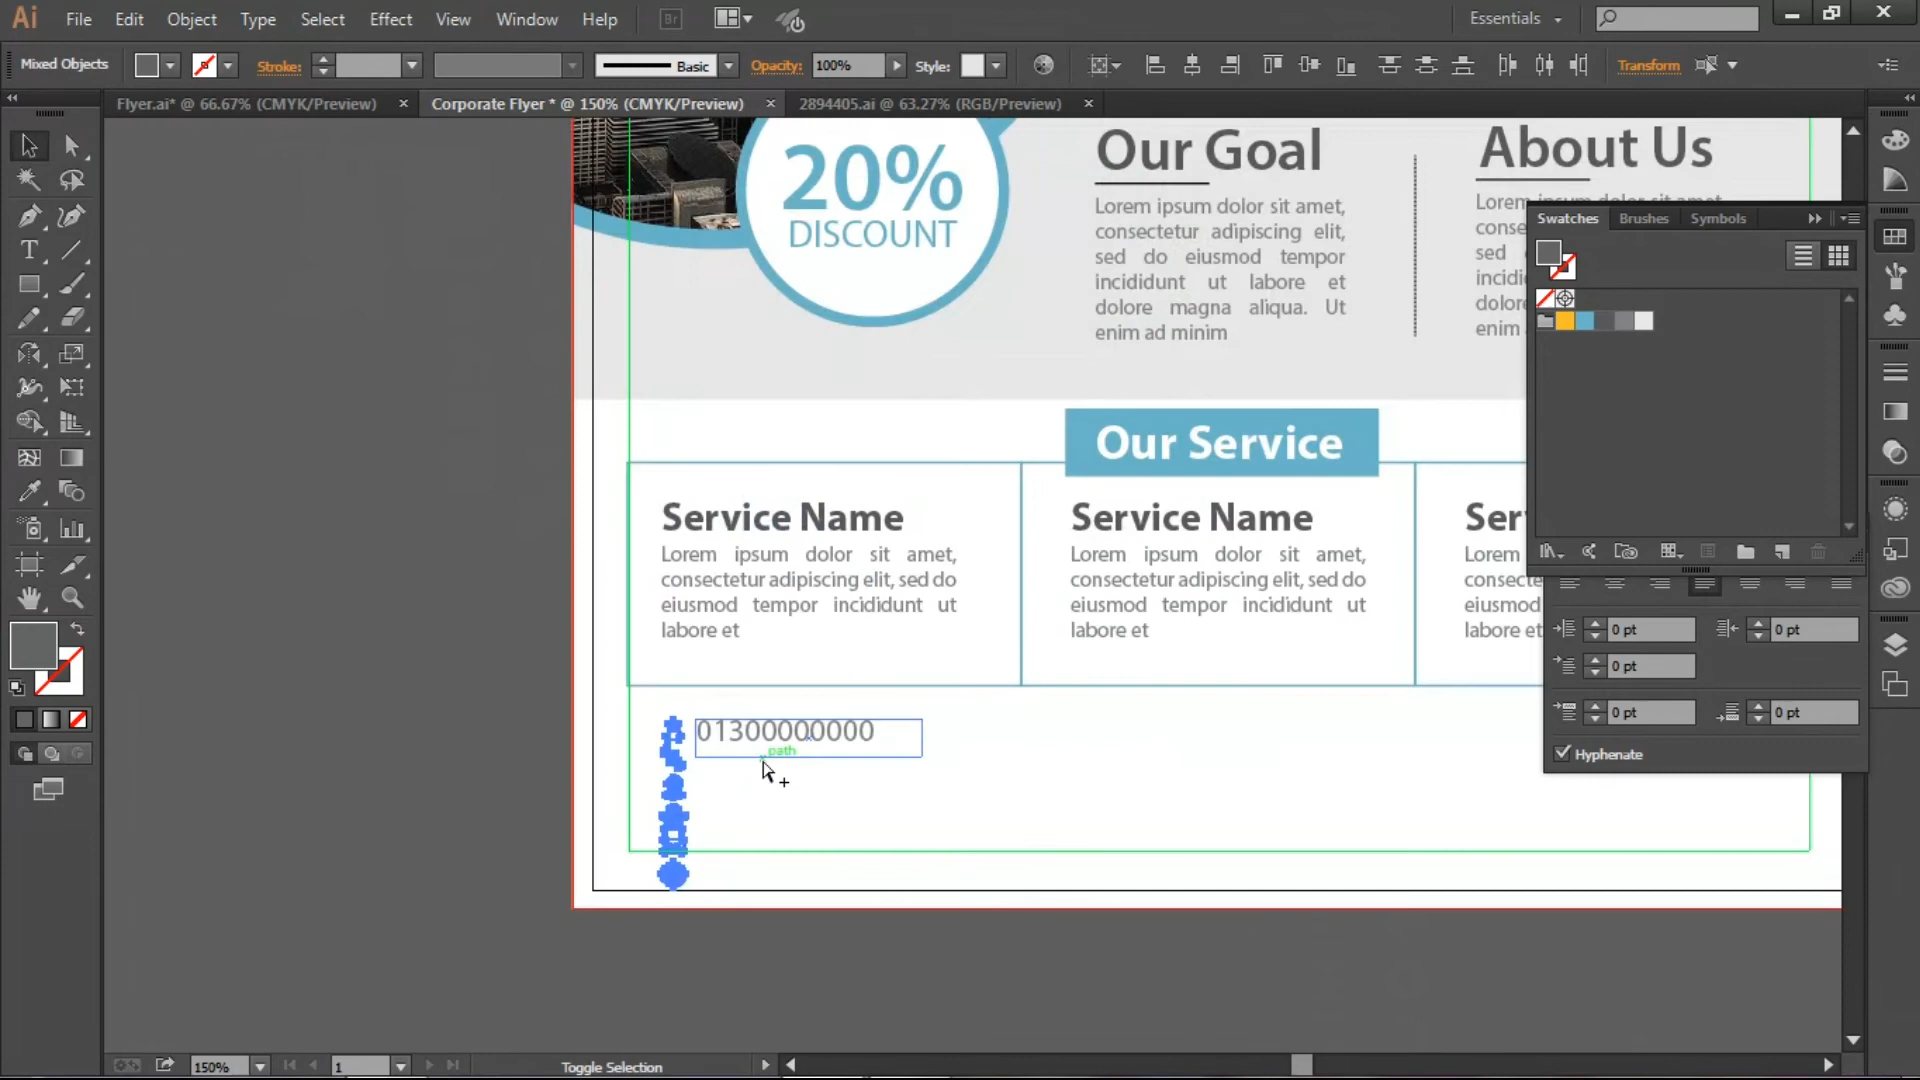 Ai File Edit Object Type Select Effect View Window Help Br Essentials
Mixed Objects Stroke: Basic Opacity: 100% Style: Transform
Flyer.ai* @ 66.67% (CMYK/Preview) Corporate Flyer * @ 150% (CMYK/Preview) 2894405.ai @ 63.27% (RGB/Preview)
20%
DISCOUNT
Our Goal
Lorem ipsum dolor sit amet,
consectetur adipiscing elit,
sed do eiusmod tempor
incididunt ut labore et
dolore magna aliqua. Ut
enim ad minim
About Us
Lorem ipsum dolor sit amet,
conse
sed
incidi
dolore
enim
Swatches Brushes Symbols
Our Service
Service Name
Lorem ipsum dolor sit amet,
consectetur adipiscing elit, sed do
eiusmod tempor incididunt ut
labore et
Service Name
Lorem ipsum dolor sit amet,
consectetur adipiscing elit, sed do
eiusmod tempor incididunt ut
labore et
Ser
Lorem
consecte
eiusmod
labore et
0 pt 0 pt
0 pt
0 pt 0 pt
Hyphenate
01300000000
path
150% 1 Toggle Selection